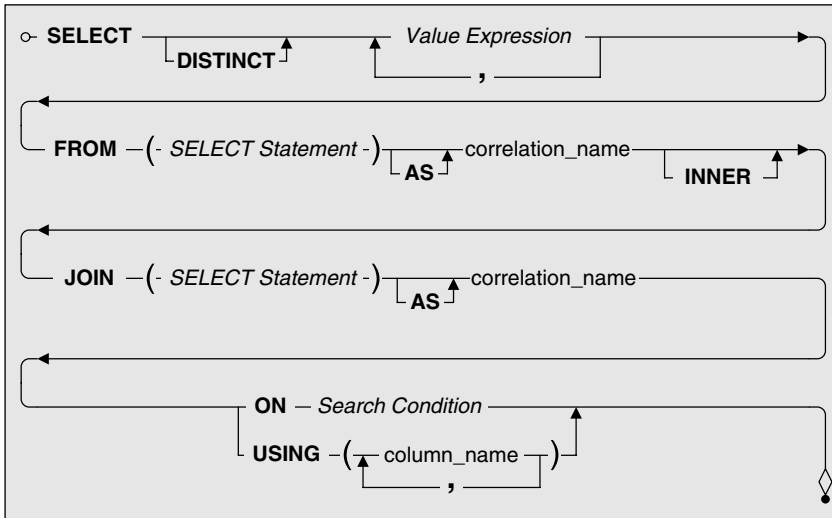 SELECT DISTINCT Value Expression ,
FROM ( SELECT Statement ) AS correlation_name INNER
JOIN ( SELECT Statement ) AS correlation_name
ON Search Condition
USING ( column_name , )